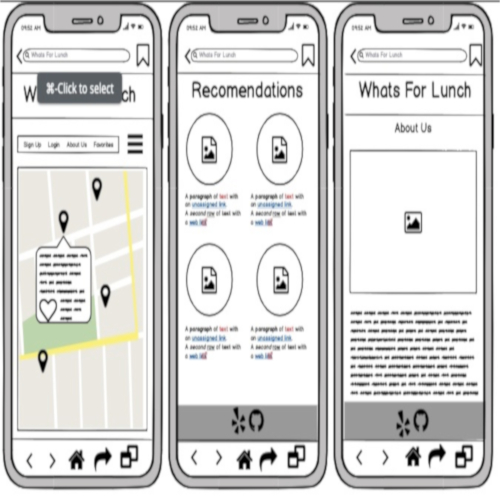 09:52 AM
Whats For Lunch
W ch
⌘-Click to select
Sign Up Login About Us Favorites
09:52 AM
Whats For Lunch
Recomendations
A paragraph of text with
an unassigned link.
A second row of text with
a web link
A paragraph of text with
an unassigned link.
A second row of text with
a web link
A paragraph of text with
an unassigned link.
A second row of text with
a web link
A paragraph of text with
an unassigned link.
A second row of text with
a web link
09:52 AM
Whats For Lunch
Whats For Lunch
About Us